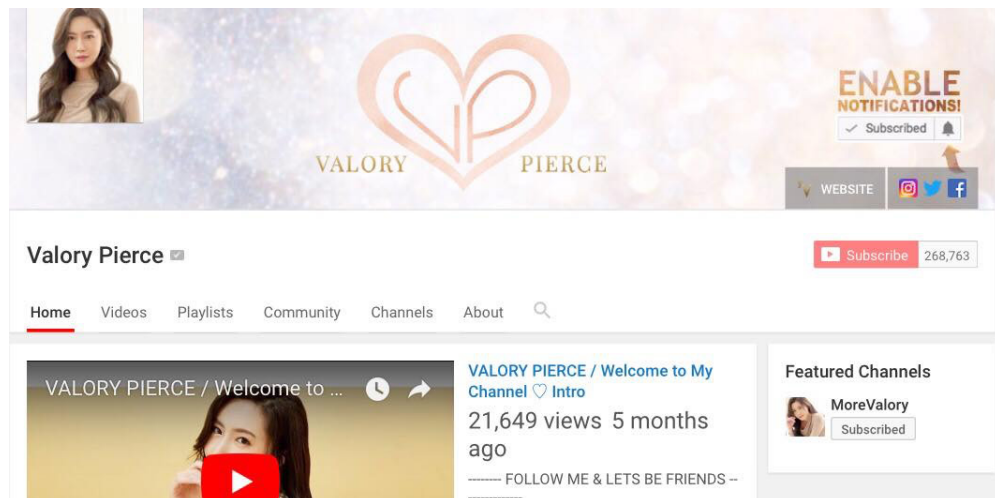 VALORY PIERCE
ENABLE
NOTIFICATIONS!
Subscribed
WEBSITE
Valory Pierce
Subscribe 268,763
Home Videos Playlists Community Channels About
VALORY PIERCE / Welcome to ...
VALORY PIERCE / Welcome to My
Channel ♡ Intro
21,649 views 5 months
ago
-------- FOLLOW ME & LETS BE FRIENDS --
-------------
Featured Channels
MoreValory
Subscribed